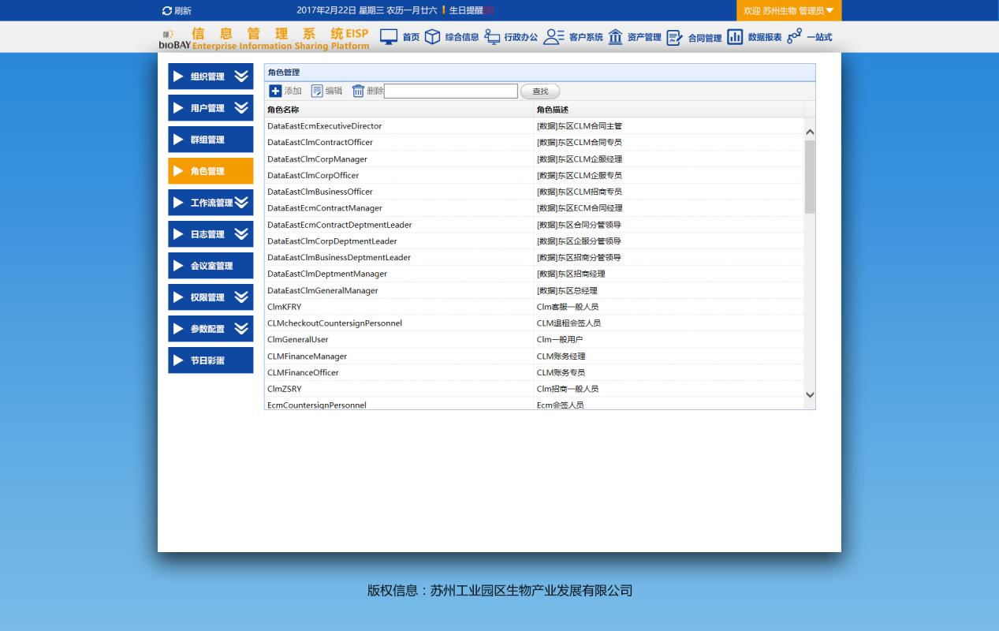 刷新 2017年2月22日 星期三 农历一月廿六 生日提醒[0] 欢迎 苏州生物 管理员
bioBAY 信息管理系统EISP 首页 综合信息 行政办公 客户系统 资产管理 合同管理 数据报表 一站式
Enterprise Information Sharing Platform
组织管理
用户管理
群组管理
角色管理
工作流管理
日志管理
会议室管理
权限管理
参数配置
节日彩蛋
角色管理
添加 编辑 删除 查找
角色名称 角色描述
DataEastEcmExecutiveDirector [数据]东区CLM合同主管
DataEastClmContractOfficer [数据]东区CLM合同专员
DataEastClmCorpManager [数据]东区CLM企服经理
DataEastClmCorpOfficer [数据]东区CLM企服专员
DataEastClmBusinessOfficer [数据]东区CLM招商专员
DataEastEcmContractManager [数据]东区ECM合同经理
DataEastEcmContractDeptmentLeader [数据]东区合同分管领导
DataEastClmCorpDeptmentLeader [数据]东区企服分管领导
DataEastClmBusinessDeptmentLeader [数据]东区招商分管领导
DataEastClmDeptmentManager [数据]东区招商经理
DataEastClmGeneralManager [数据]东区总经理
ClmKFRY Clm客服一般人员
CLMcheckoutCountersignPersonnel CLM退租会签人员
ClmGeneralUser Clm一般用户
CLMFinanceManager CLM账务经理
CLMFinanceOfficer CLM账务专员
ClmZSRY Clm招商一般人员
EcmCountersignPersonnel Ecm会签人员
版权信息：苏州工业园区生物产业发展有限公司